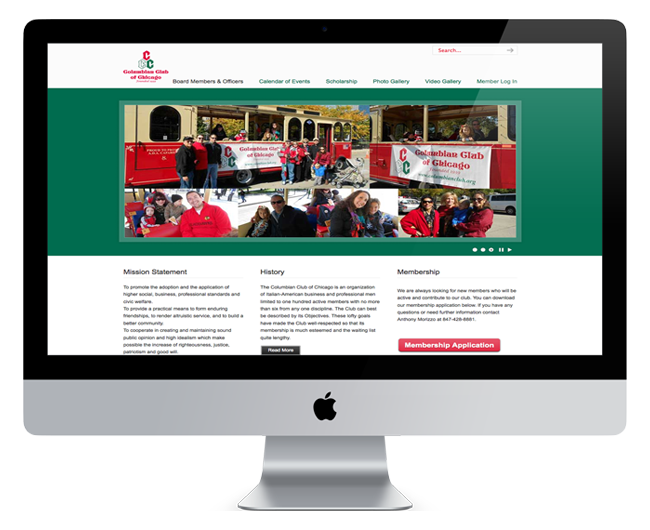 Search...
Columbian Club
of Chicago
Board Members & Officers
Calendar of Events
Scholarship
Photo Gallery
Video Gallery
Member Log In
Columbian Club
of Chicago
Columbian Club
of Chicago
www.columbianclub.org
Mission Statement
To promote the adoption and the application of
higher social, business, professional standards and
civic welfare.
To provide a practical means to form enduring
friendships, to render altruistic service, and to build a
better community.
To cooperate in creating and maintaining sound
public opinion and high idealism which make
possible the increase of righteousness, justice,
patriotism and good will.
History
The Columbian Club of Chicago is an organization
of Italian-American business and professional men
limited to one hundred active members with no more
than six from any one discipline. The Club can best
be described by its Objectives. These lofty goals
have made the Club well-respected so that its
membership is much esteemed and the waiting list
quite lengthy.
Read More
Membership
We are always looking for new members who will be
active and contribute to our club. You can download
our membership application below. If you have any
questions or need further information contact
Anthony Morizzo at 847-428-8881.
Membership Application